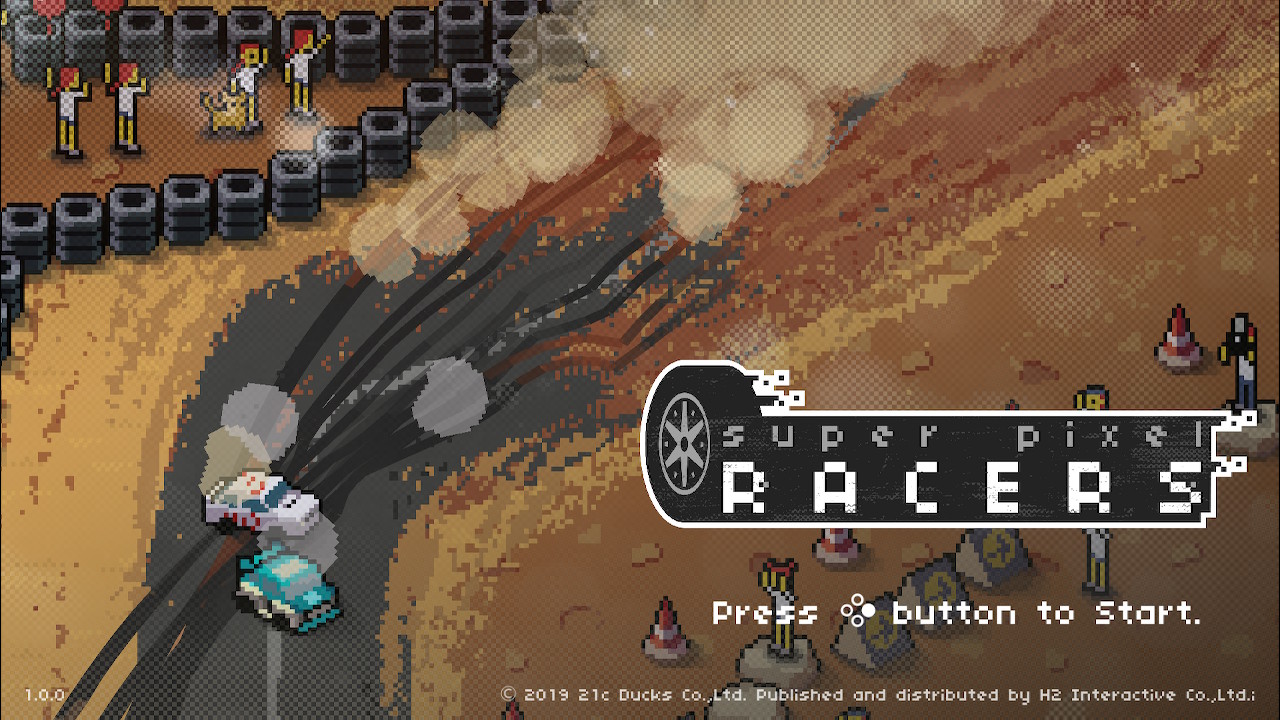 super pixel
RACERS
Press button to Start.
1.0.0
© 2019 21c Ducks Co.,Ltd. Published and distributed by H2 Interactive Co.,Ltd.;